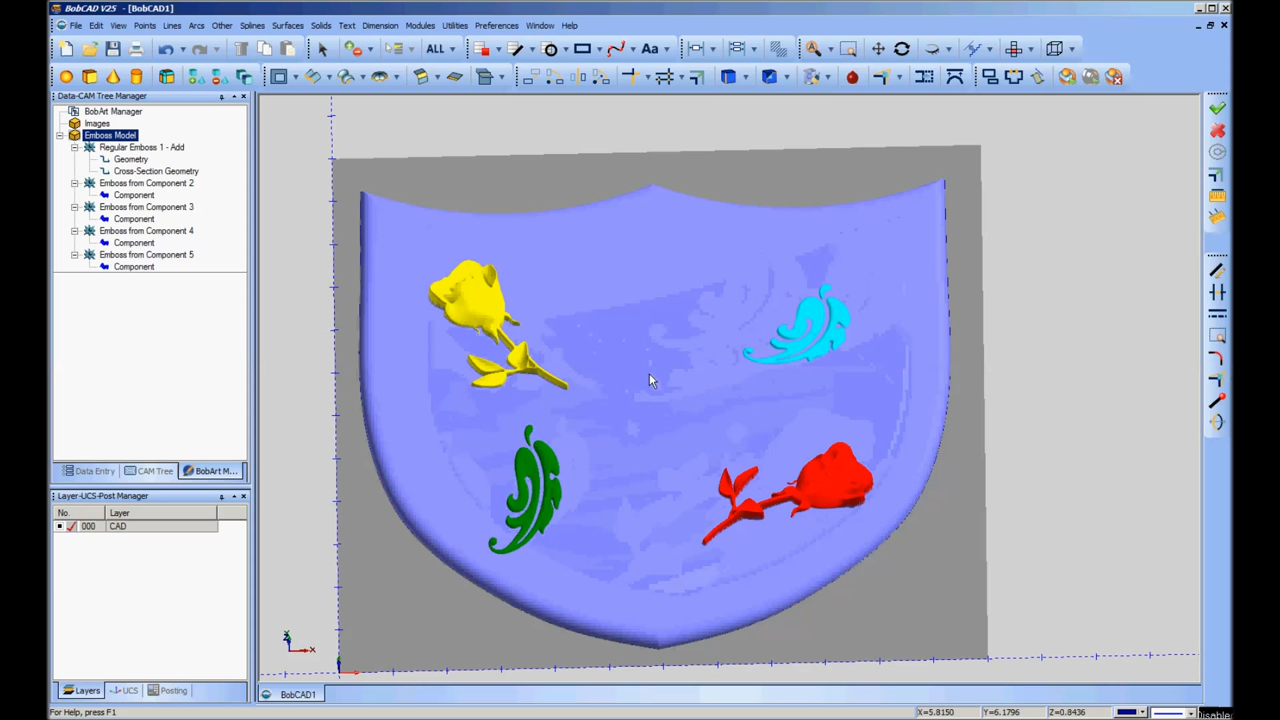 BobCAD V25 - [BobCAD1]
File Edit View Points Lines Arcs Other Splines Surfaces Solids Text Dimension Modules Utilities Preferences Window Help
ALL Aa
Data-CAM Tree Manager
BobArt Manager
Images
Emboss Model
Regular Emboss 1 - Add
Geometry
Cross-Section Geometry
Emboss from Component 2
Component
Emboss from Component 3
Component
Emboss from Component 4
Component
Emboss from Component 5
Component
Data Entry CAM Tree BobArt M...
Layer-UCS-Post Manager
No. Layer
000 CAD
Z X
Layers UCS Posting BobCAD1
For Help, press F1 X=5.8150 Y=6.1796 Z=0.8436 Disable